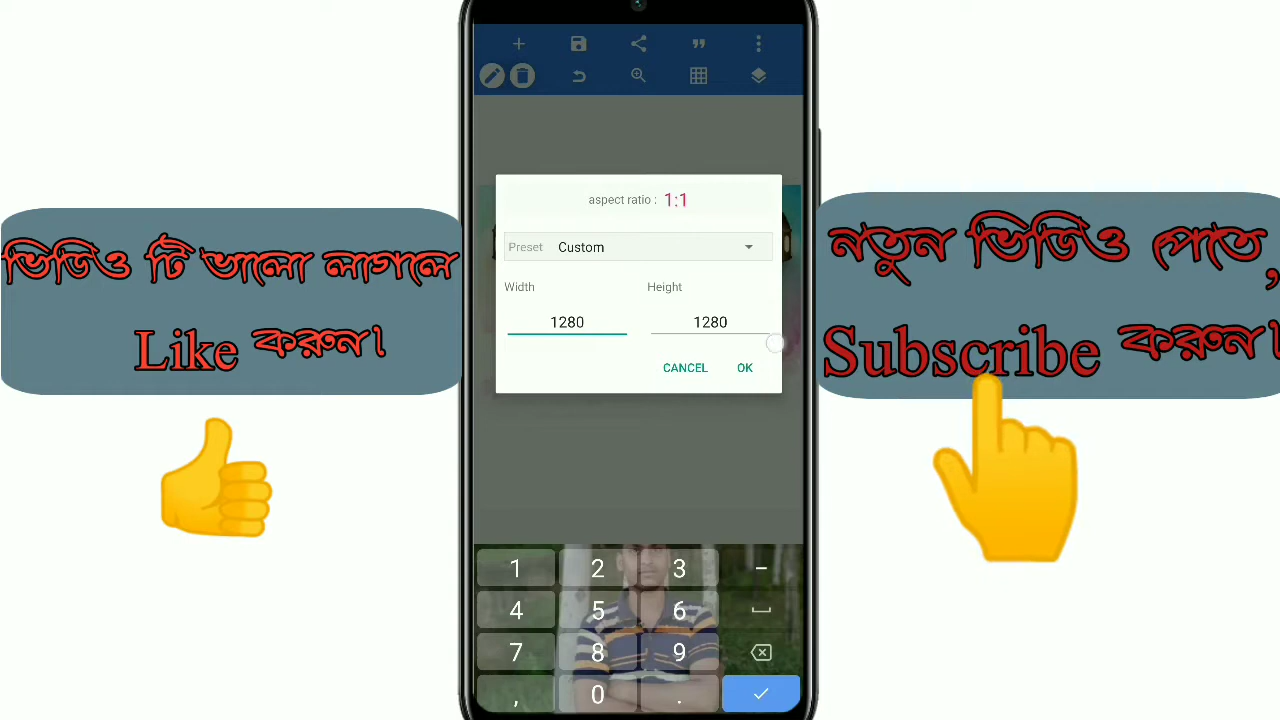 aspect ratio : 1:1
Preset Custom
Width Height
1280 1280
CANCEL OK
ভিডিও টি ভালো লাগলে
Like করুন।
নতুন ভিডিও পেতে,
Subscribe করুন।
1 2 3 –
4 5 6
7 8 9
, 0 .